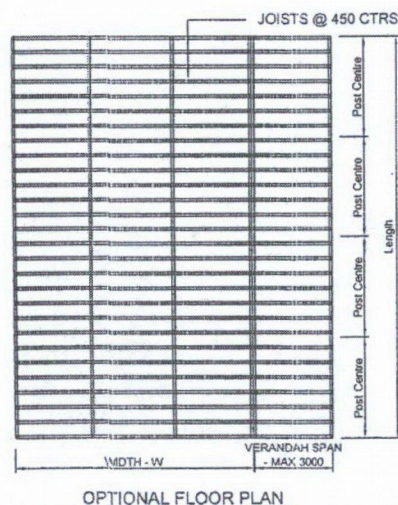 JOISTS @ 450 CTRS
Post Centre
Post Centre
Length
Post Centre
Post Centre
WIDTH - W
VERANDAH SPAN
- MAX 3000
OPTIONAL FLOOR PLAN